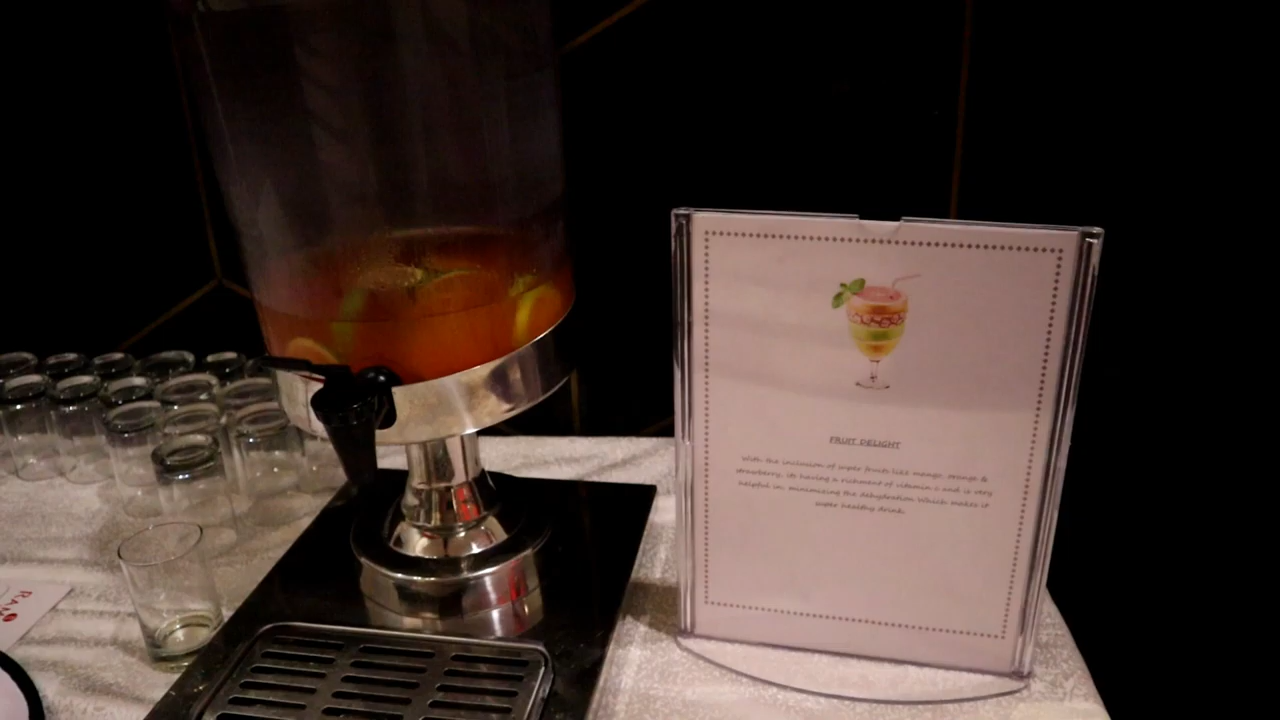 FRUIT DELIGHT
With the inclusion of super fruits like mango, orange &
strawberry, its having a richment of vitamin c and is very
helpful in, minimizing the dehydration Which makes it
super healthy drink.
RAM